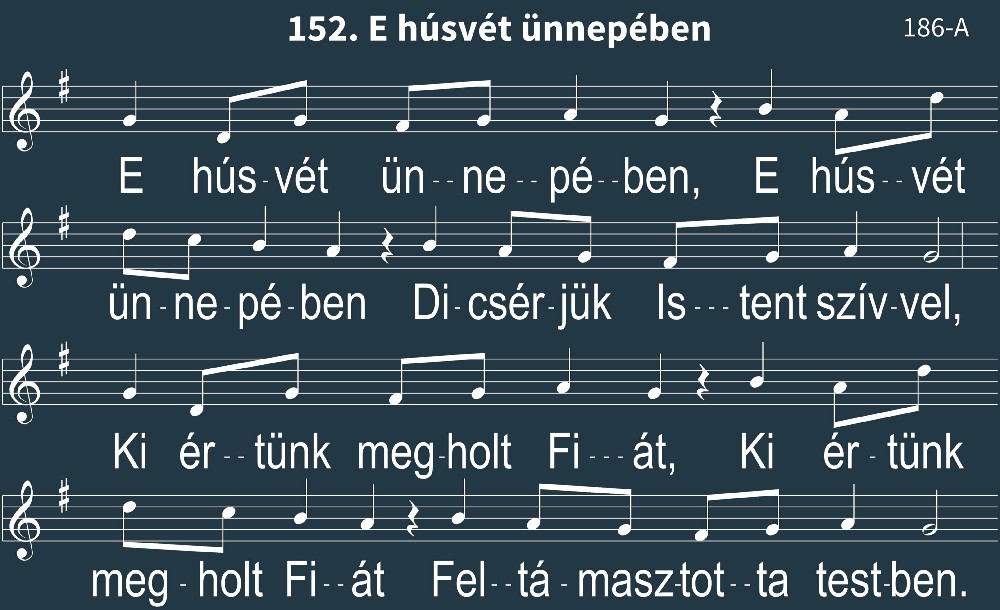 152. E húsvét ünnepében 186-A
E hús-vét ün--ne--pé--ben, E hús--vét
ün-ne-pé-ben Di-csér-jük Is---tent szív-vel,
Ki ér--tünk meg-holt Fi---át, Ki ér-tünk
meg-holt Fi--át Fel--tá-masz-tot--ta test-ben.